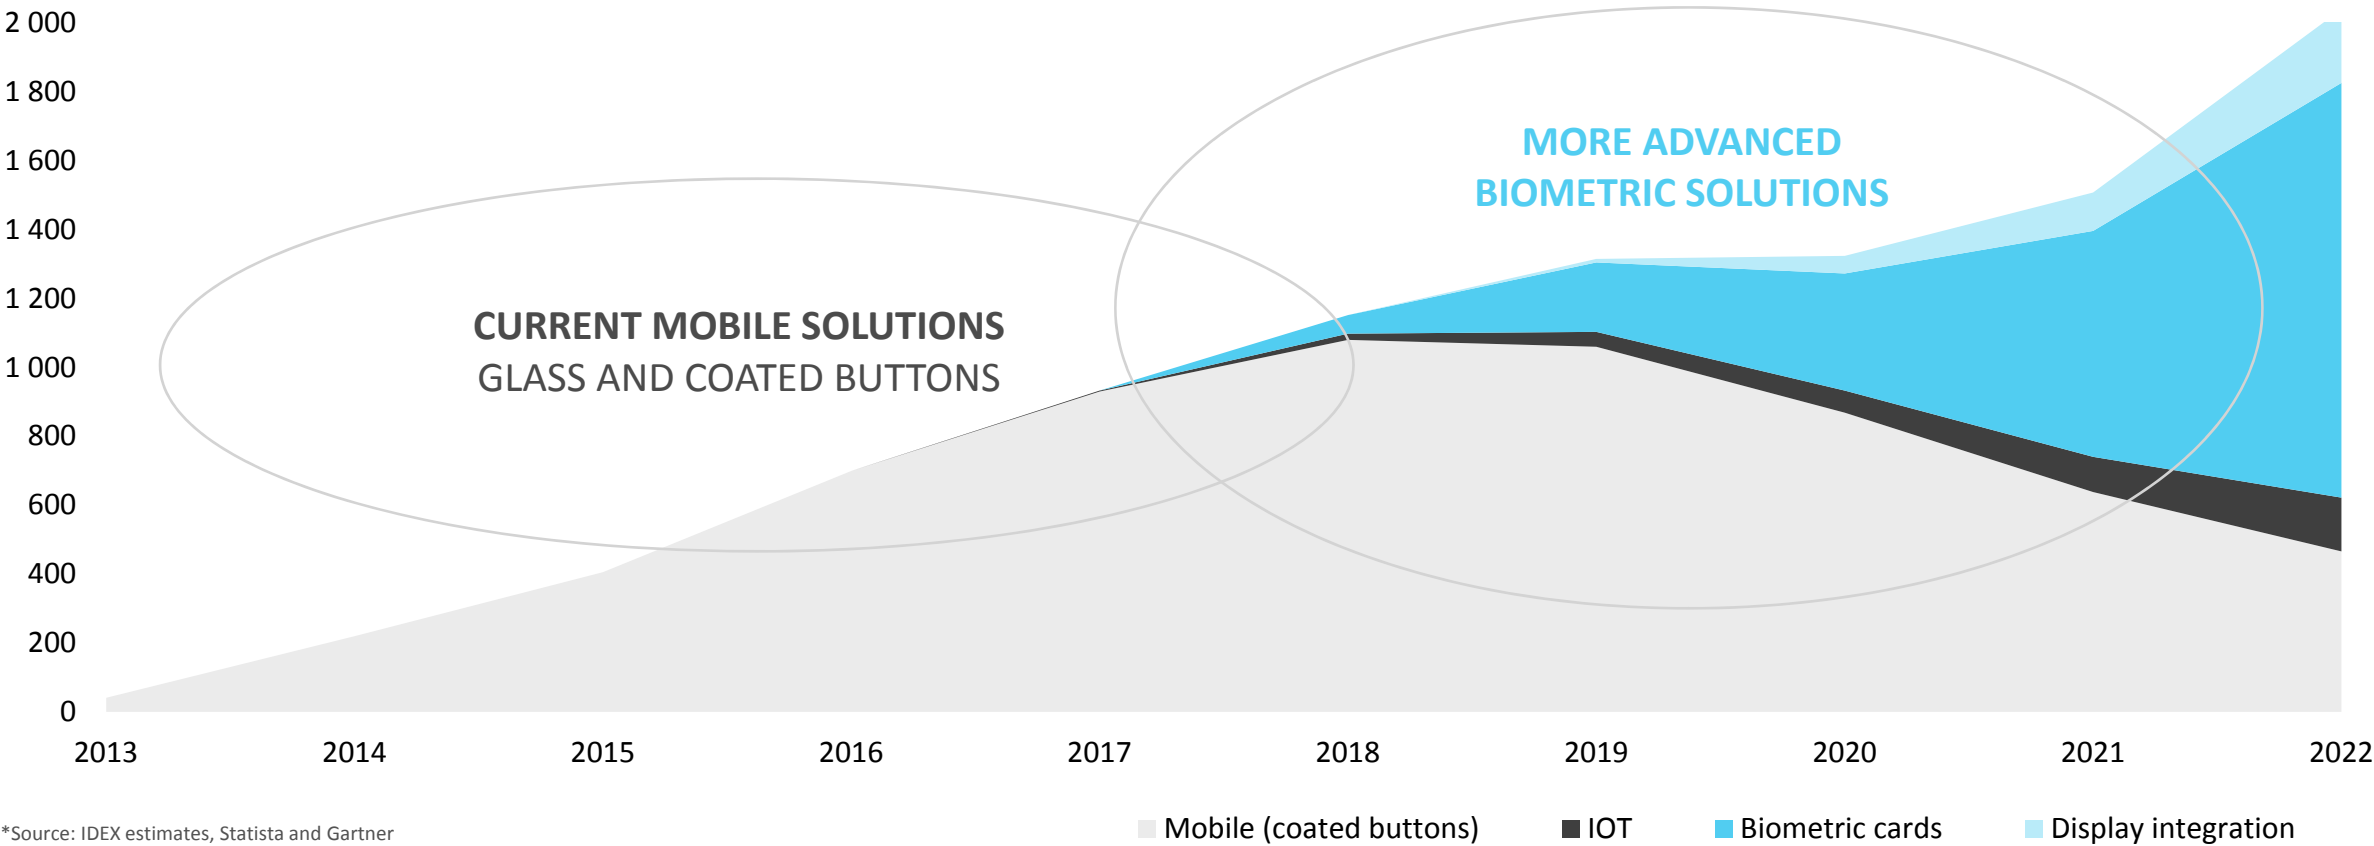 2 000
1 800
1 600
1 400
1 200
1 000
800
600
400
200
0
MORE ADVANCED
BIOMETRIC SOLUTIONS
CURRENT MOBILE SOLUTIONS
GLASS AND COATED BUTTONS
2013 2014 2015 2016 2017 2018 2019 2020 2021 2022
Mobile (coated buttons) IOT Biometric cards Display integration
*Source: IDEX estimates, Statista and Gartner